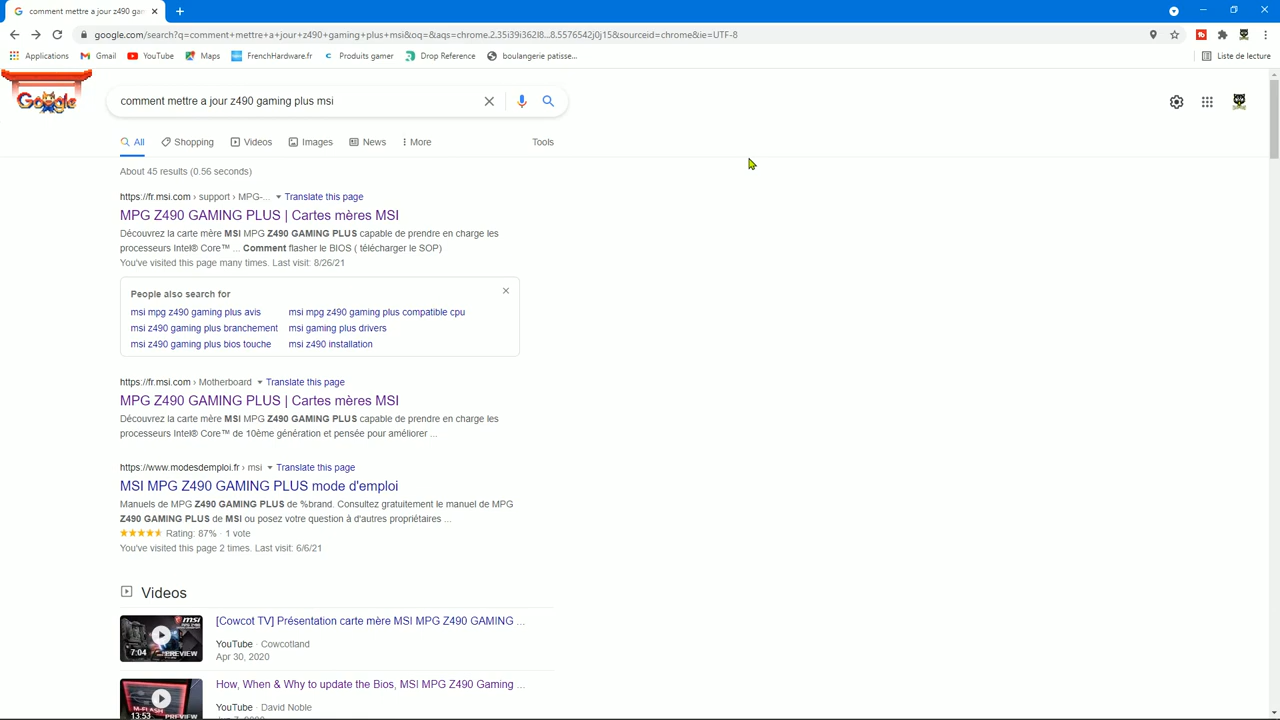 comment mettre a jour z490 gam
google.com/search?q=comment+mettre+a+jour+z490+gaming+plus+msi&oq=&aqs=chrome.2.35i39i362l8...8.5576542j0j15&sourceid=chrome&ie=UTF-8
Applications Gmail YouTube Maps FrenchHardware.fr Produits gamer Drop Reference boulangerie patisse... Liste de lecture
Google
comment mettre a jour z490 gaming plus msi
All Shopping Videos Images News More Tools
About 45 results (0.56 seconds)
https://fr.msi.com › support › MPG-... Translate this page
MPG Z490 GAMING PLUS | Cartes mères MSI
Découvrez la carte mère MSI MPG Z490 GAMING PLUS capable de prendre en charge les
processeurs Intel® Core™ ... Comment flasher le BIOS ( télécharger le SOP)
You've visited this page many times. Last visit: 8/26/21
People also search for
msi mpg z490 gaming plus avis msi mpg z490 gaming plus compatible cpu
msi z490 gaming plus branchement msi gaming plus drivers
msi z490 gaming plus bios touche msi z490 installation
https://fr.msi.com › Motherboard Translate this page
MPG Z490 GAMING PLUS | Cartes mères MSI
Découvrez la carte mère MSI MPG Z490 GAMING PLUS capable de prendre en charge les
processeurs Intel® Core™ de 10ème génération et pensée pour améliorer ...
https://www.modesdemploi.fr › msi Translate this page
MSI MPG Z490 GAMING PLUS mode d'emploi
Manuels de MPG Z490 GAMING PLUS de %brand. Consultez gratuitement le manuel de MPG
Z490 GAMING PLUS de MSI ou posez votre question à d'autres propriétaires ...
Rating: 87% · 1 vote
You've visited this page 2 times. Last visit: 6/6/21
Videos
[Cowcot TV] Présentation carte mère MSI MPG Z490 GAMING ...
msi
7:04 PREVIEW
YouTube · Cowcotland
Apr 30, 2020
How, When & Why to update the Bios, MSI MPG Z490 Gaming ...
M-FLASH
13:53 PREVIEW
YouTube · David Noble